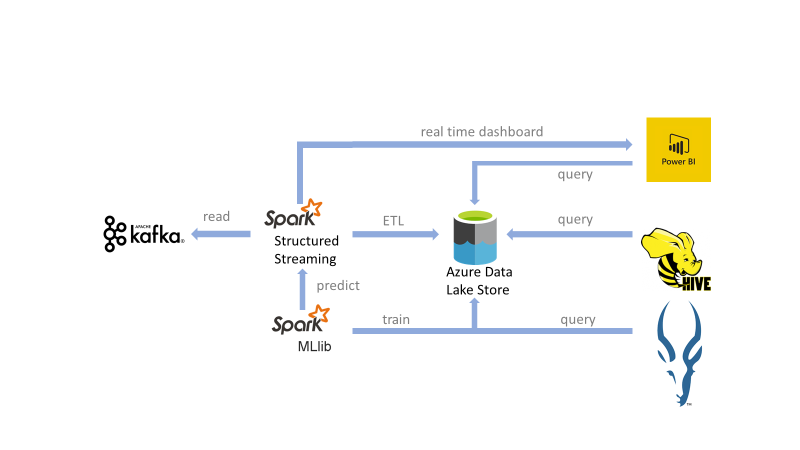 real time dashboard
Power BI
query
read
APACHE
kafka
Spark
Structured
Streaming
ETL
query
HIVE
Azure Data
Lake Store
predict
Spark
MLlib
train
query
TM